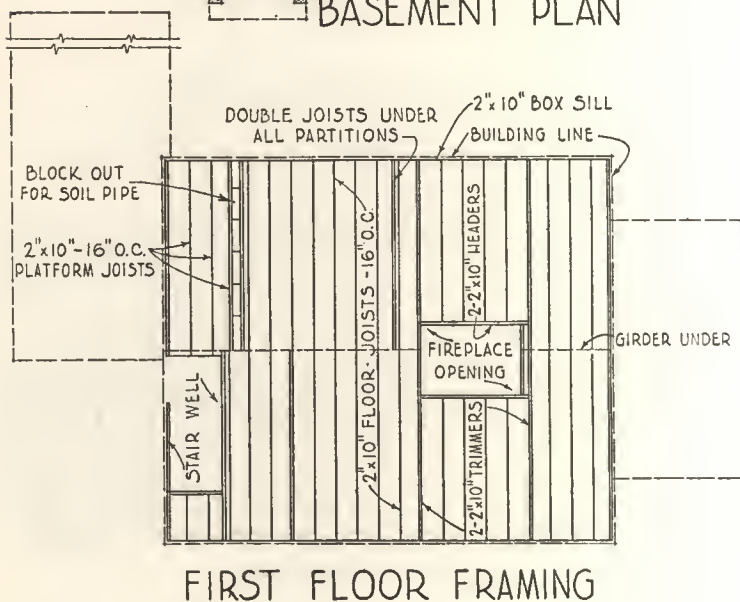 BASEMENT PLAN
2"x 10" BOX SILL
DOUBLE JOISTS UNDER
ALL PARTITIONS
BUILDING LINE
BLOCK OUT
FOR SOIL PIPE
2"x10"-16" O.C.
PLATFORM JOISTS
2"x10" FLOOR-JOISTS-16" O.C.
2-2"x10" HEADERS
FIREPLACE
OPENING
GIRDER UNDER
STAIR WELL
2-2"x10" TRIMMERS
FIRST FLOOR FRAMING